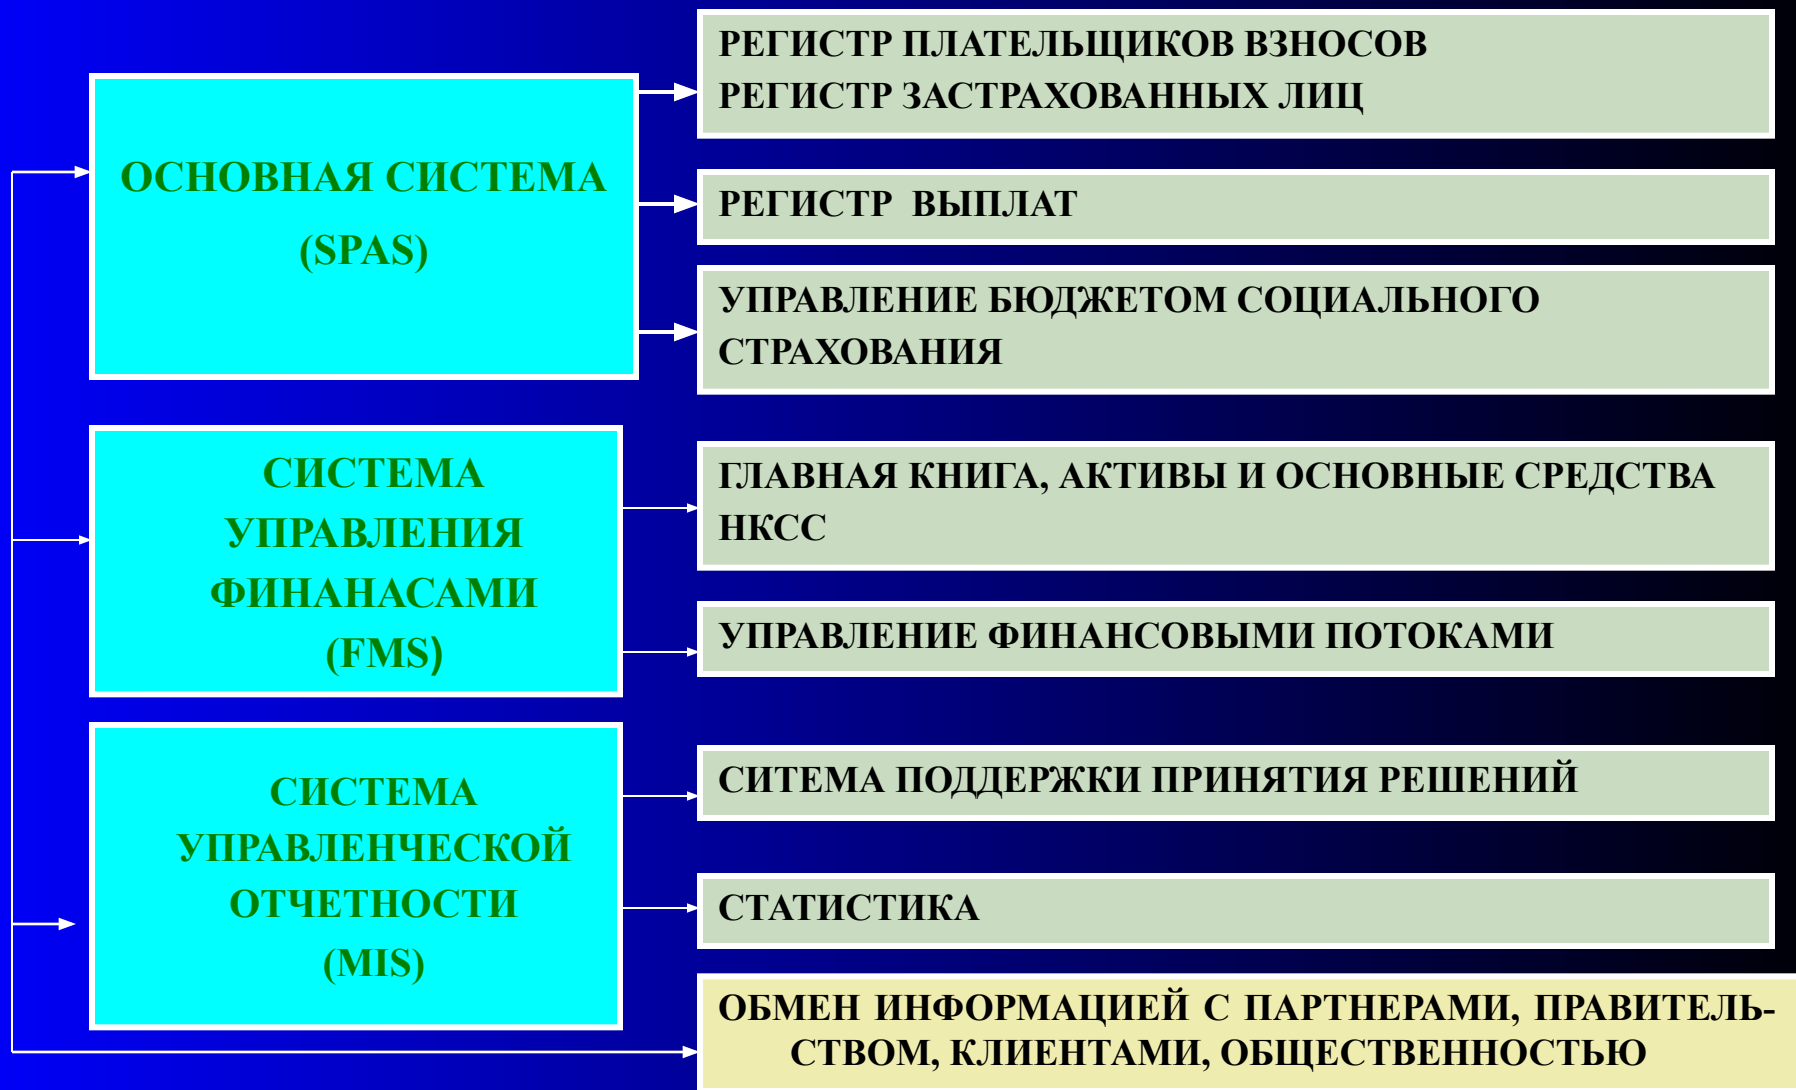 РЕГИСТР ПЛАТЕЛЬЩИКОВ ВЗНОСОВ
РЕГИСТР ЗАСТРАХОВАННЫХ ЛИЦ
ОСНОВНАЯ СИСТЕМА
(SPAS)
РЕГИСТР ВЫПЛАТ
УПРАВЛЕНИЕ БЮДЖЕТОМ СОЦИАЛЬНОГО
СТРАХОВАНИЯ
СИСТЕМА
УПРАВЛЕНИЯ
ФИНАНАСАМИ
(FMS)
ГЛАВНАЯ КНИГА, АКТИВЫ И ОСНОВНЫЕ СРЕДСТВА
НКСС
УПРАВЛЕНИЕ ФИНАНСОВЫМИ ПОТОКАМИ
СИСТЕМА
УПРАВЛЕНЧЕСКОЙ
ОТЧЕТНОСТИ
(MIS)
СИТЕМА ПОДДЕРЖКИ ПРИНЯТИЯ РЕШЕНИЙ
СТАТИСТИКА
ОБМЕН ИНФОРМАЦИЕЙ С ПАРТНЕРАМИ, ПРАВИТЕЛЬ-
СТВОМ, КЛИЕНТАМИ, ОБЩЕСТВЕННОСТЬЮ